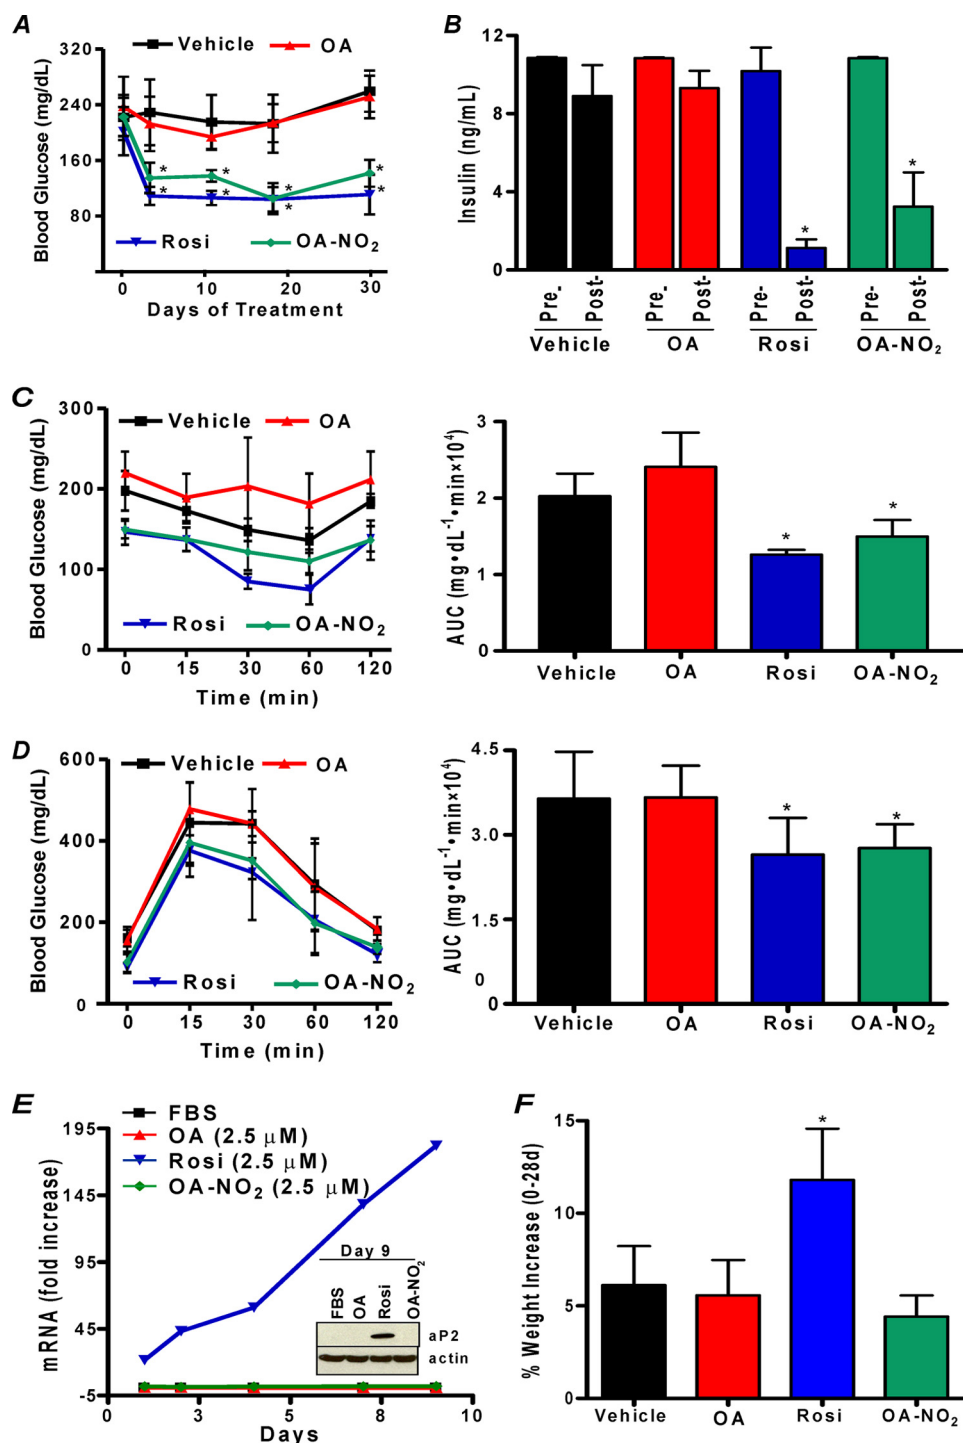 A
Vehicle OA
Blood Glucose (mg/dL)
320
240
160
80
* * * *
* * * *
Rosi OA-NO₂
0 10 20 30
Days of Treatment
B
Insulin (ng/mL)
12
8
4
0
*
*
Pre- Post- Pre- Post- Pre- Post- Pre- Post-
Vehicle OA Rosi OA-NO₂
C
Vehicle OA
Blood Glucose (mg/dL)
300
200
100
0
Rosi OA-NO₂
0 15 30 60 120
Time (min)
AUC (mg•dL⁻¹•min×10⁴)
3
2
1
0
* *
Vehicle OA Rosi OA-NO₂
D
Vehicle OA
Blood Glucose (mg/dL)
600
400
200
0
Rosi OA-NO₂
0 15 30 60 120
Time (min)
AUC (mg•dL⁻¹•min×10⁴)
4.5
3.0
1.5
0
0
* *
Vehicle OA Rosi OA-NO₂
E
FBS
OA (2.5 μM)
Rosi (2.5 μM)
OA-NO₂ (2.5 μM)
mRNA (fold increase)
195
145
95
45
-5
Day 9
FBS OA Rosi OA-NO₂
aP2
actin
0 3 5 8 10
Days
F
% Weight Increase (0-28d)
15
10
5
0
*
Vehicle OA Rosi OA-NO₂